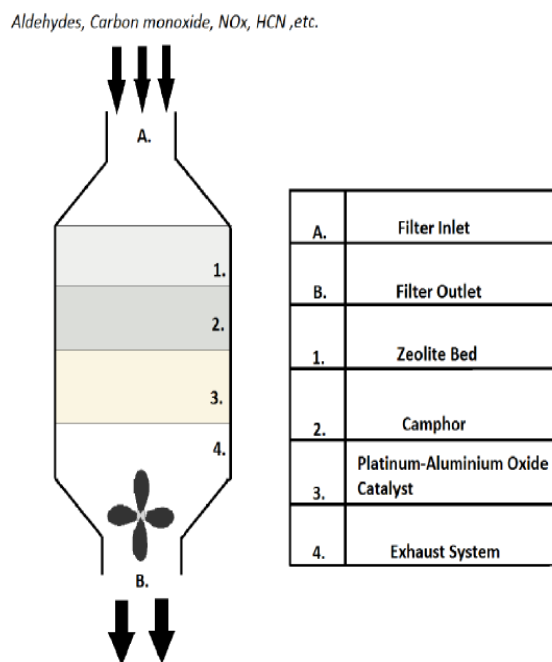 Aldehydes, Carbon monoxide, NOx, HCN ,etc.
A.
1.
2.
3.
4.
B.
A. Filter Inlet
B. Filter Outlet
1. Zeolite Bed
2. Camphor
Platinum-Aluminium Oxide
3. Catalyst
4. Exhaust System